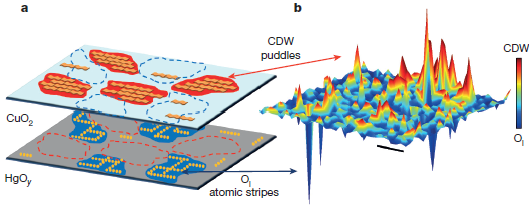 a
b
CDW
puddles
CDW
CuO2
HgOy
OI
atomic stripes
OI